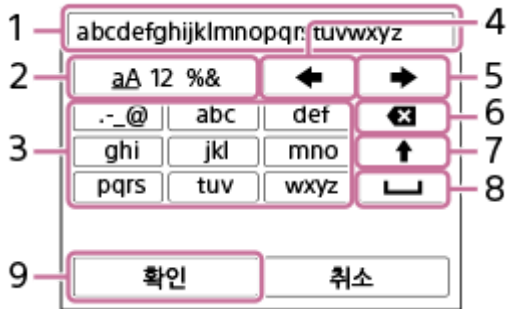 1 abcdefghijklmnopqrstuvwxyz 4
2 aA 12 %& 5
.-_@ abc def 6
3 ghi jkl mno 7
pqrs tuv wxyz 8
9 확인 취소